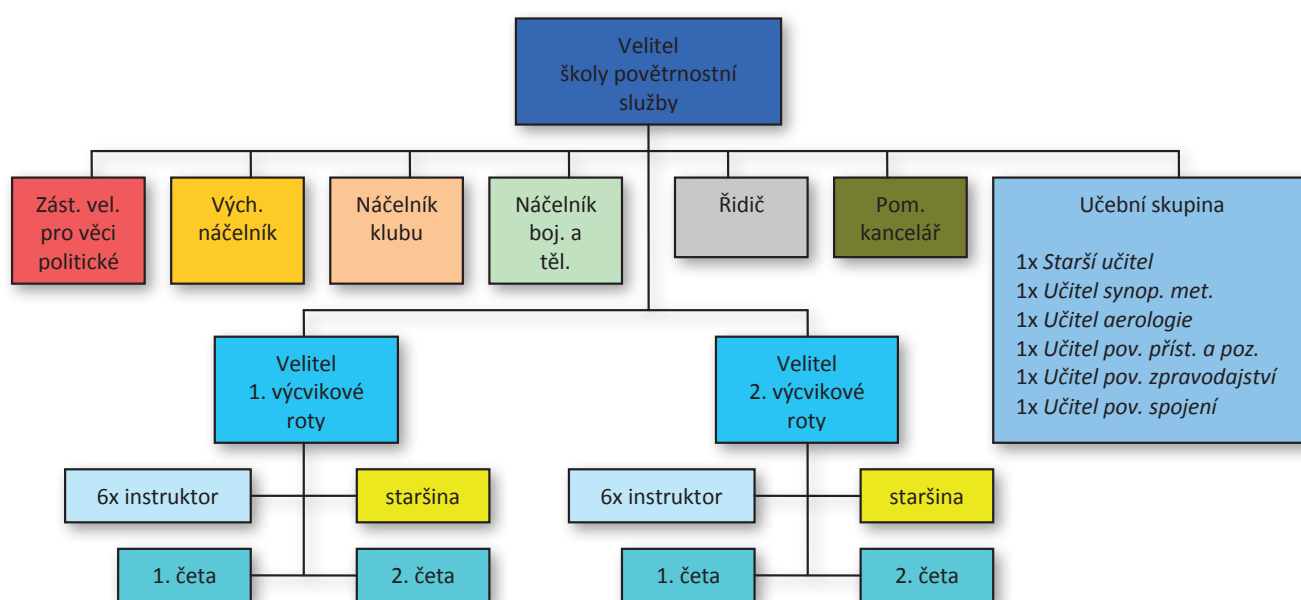 Velitel
školy povětrnostní
služby
Zást. vel.
pro věci
politické
Vých.
náčelník
Náčelník
klubu
Náčelník
boj. a
těl.
Řidič
Pom.
kancelář
Učební skupina
1x Starší učitel
1x Učitel synop. met.
1x Učitel aerologie
1x Učitel pov. příst. a poz.
1x Učitel pov. zpravodajství
1x Učitel pov. spojení
Velitel
1. výcvikové
roty
Velitel
2. výcvikové
roty
6x instruktor
staršina
6x instruktor
staršina
1. četa
2. četa
1. četa
2. četa